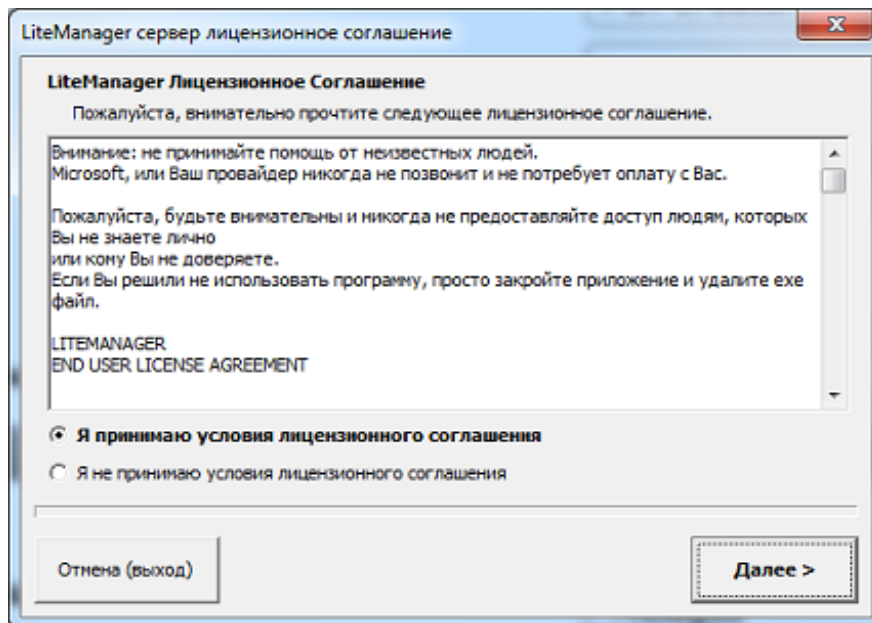 LiteManager сервер лицензионное соглашение
LiteManager Лицензионное Соглашение
Пожалуйста, внимательно прочтите следующее лицензионное соглашение.
Внимание: не принимайте помощь от неизвестных людей.
Microsoft, или Ваш провайдер никогда не позвонит и не потребует оплату с Вас.
Пожалуйста, будьте внимательны и никогда не предоставляйте доступ людям, которых
Вы не знаете лично
или кому Вы не доверяете.
Если Вы решили не использовать программу, просто закройте приложение и удалите exe
файл.
LITEMANAGER
END USER LICENSE AGREEMENT
Я принимаю условия лицензионного соглашения
Я не принимаю условия лицензионного соглашения
Отмена (выход)
Далее >